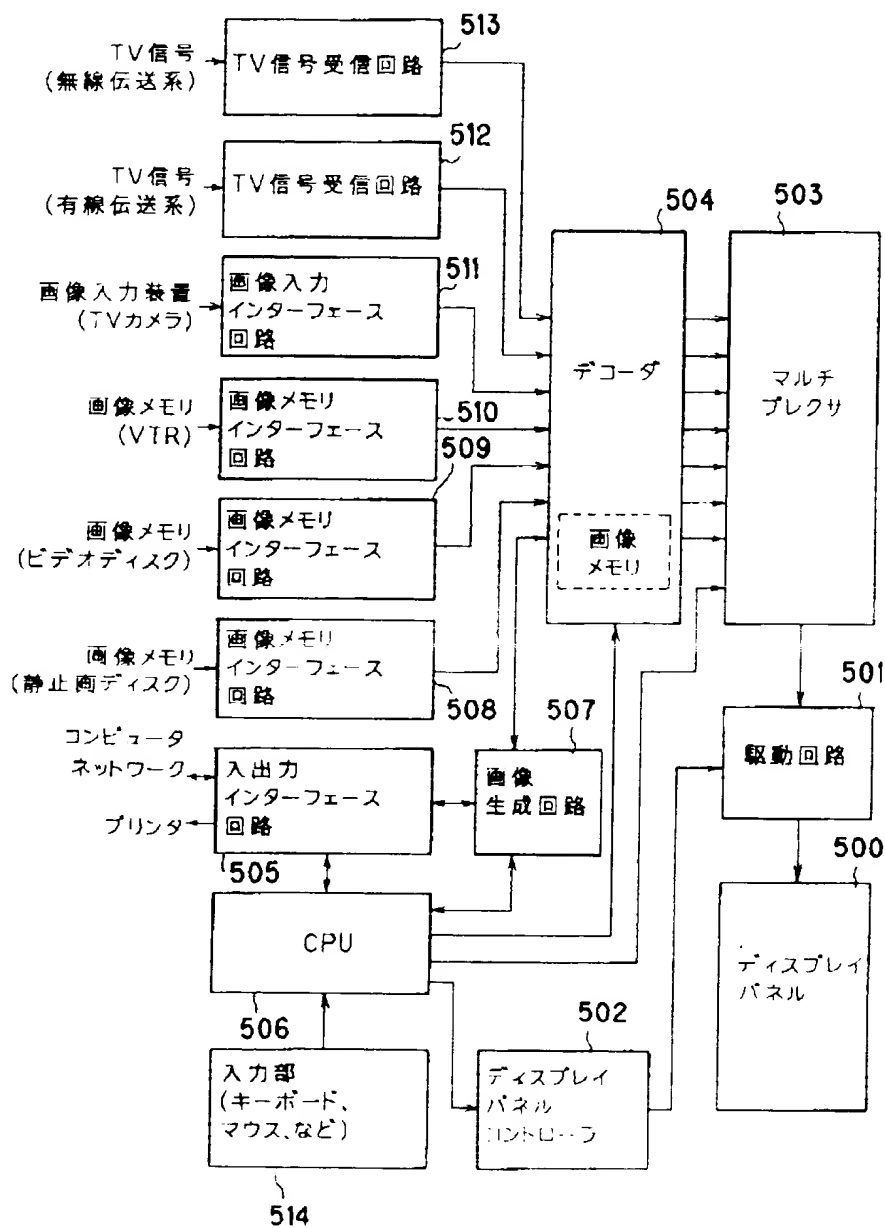 513
TV信号
(無線伝送系)
TV信号受信回路
512
TV信号
(有線伝送系)
TV信号受信回路
504
503
511
画像入力装置
(TVカメラ)
画像入力
インターフェース
回路
デコーダ
マルチ
プレクサ
画像メモリ
(VTR)
画像メモリ
インターフェース
回路
510
509
画像メモリ
(ビデオディスク)
画像メモリ
インターフェース
回路
画像
メモリ
画像メモリ
(静止画ディスク)
画像メモリ
インターフェース
回路
508
507
501
コンピュータ
ネットワーク
プリンタ
入出力
インターフェース
回路
画像
生成回路
駆動回路
505
500
CPU
ディスプレイ
パネル
506
502
入力部
(キーボード、
マウス、など)
ディスプレイ
パネル
コントローラ
514